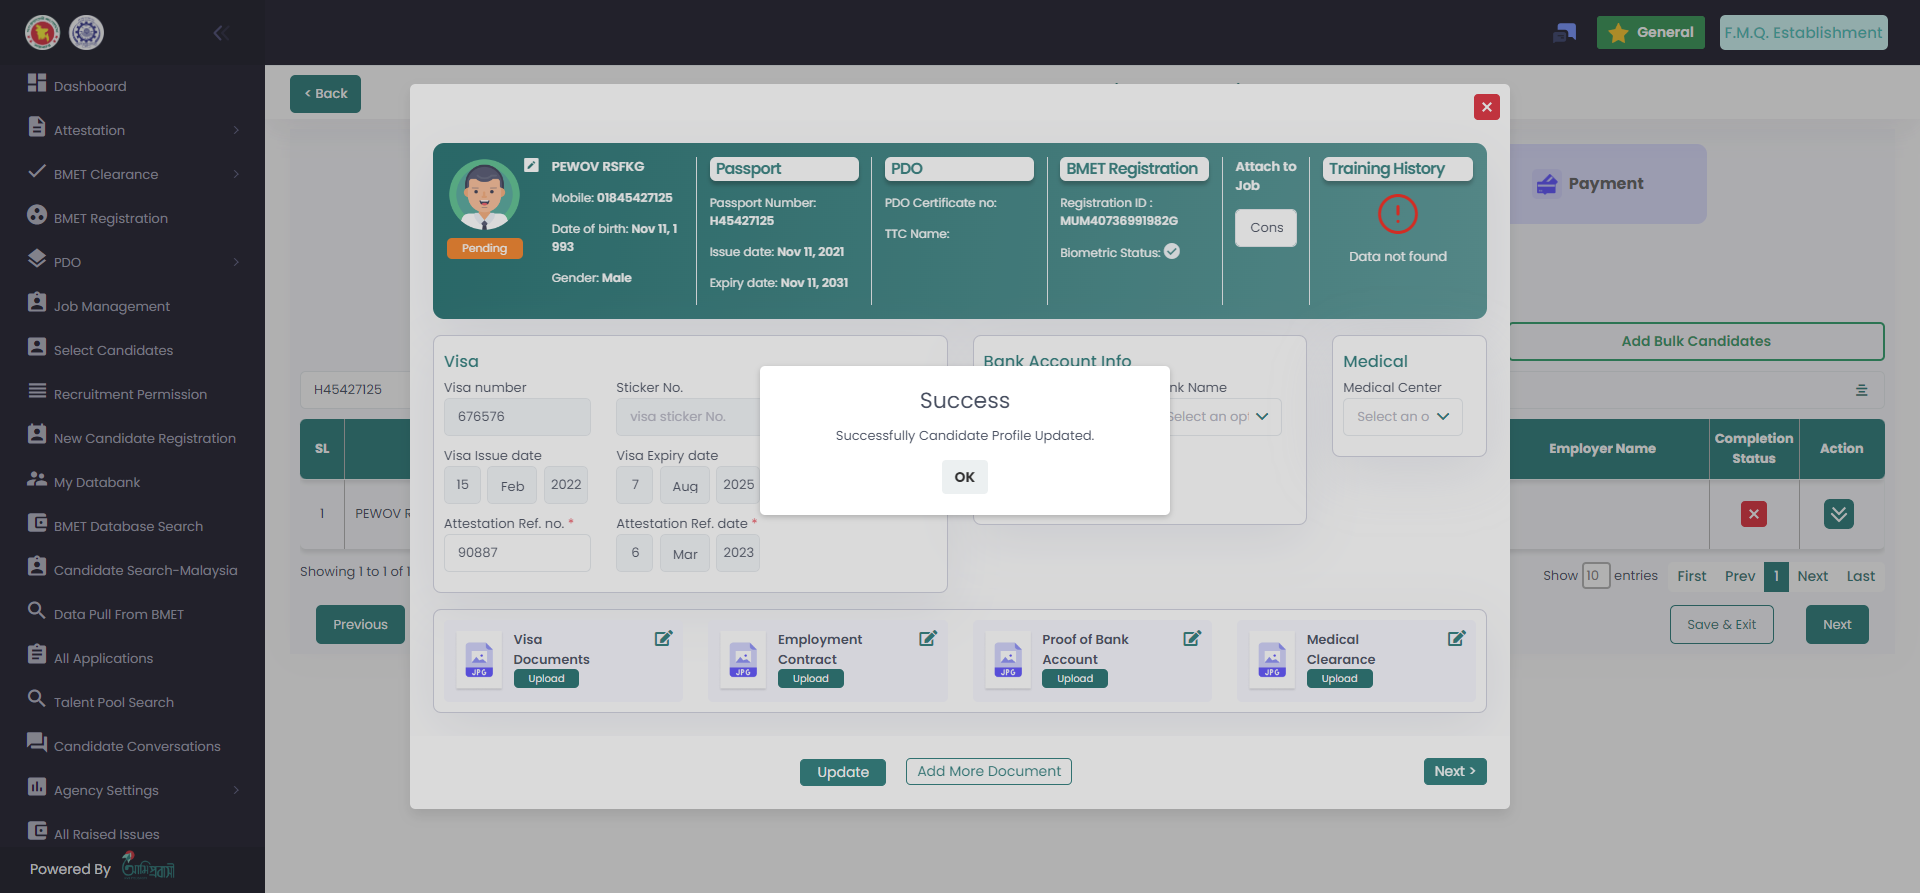 General
F.M.Q. Establishment
Dashboard
Attestation
BMET Clearance
BMET Registration
PDO
Job Management
Select Candidates
Recruitment Permission
New Candidate Registration
My Databank
BMET Database Search
Candidate Search-Malaysia
Data Pull From BMET
All Applications
Talent Pool Search
Candidate Conversations
Agency Settings
All Raised Issues
Powered By
আমি প্রবাসী
< Back
Payment
Add Bulk Candidates
H45427125
SL
Employer Name
Completion
Status
Action
1
PEWOV R
Showing 1 to 1 of 1
Show 10 entries
First Prev 1 Next Last
Previous
Save & Exit
Next
Pending
PEWOV RSFKG
Mobile: 01845427125
Date of birth: Nov 11, 1
993
Gender: Male
Passport
Passport Number:
H45427125
Issue date: Nov 11, 2021
Expiry date: Nov 11, 2031
PDO
PDO Certificate no:
TTC Name:
BMET Registration
Registration ID :
MUM40736991982G
Biometric Status:
Attach to
Job
Cons
Training History
Data not found
Visa
Visa number
676576
Sticker No.
visa sticker No.
Visa Issue date
15 Feb 2022
Visa Expiry date
7 Aug 2025
Attestation Ref. no. *
90887
Attestation Ref. date *
6 Mar 2023
Bank Account Info
nk Name
Select an opt
Medical
Medical Center
Select an o
Success
Successfully Candidate Profile Updated.
OK
JPG
Visa
Documents
Upload
JPG
Employment
Contract
Upload
JPG
Proof of Bank
Account
Upload
JPG
Medical
Clearance
Upload
Update
Add More Document
Next >